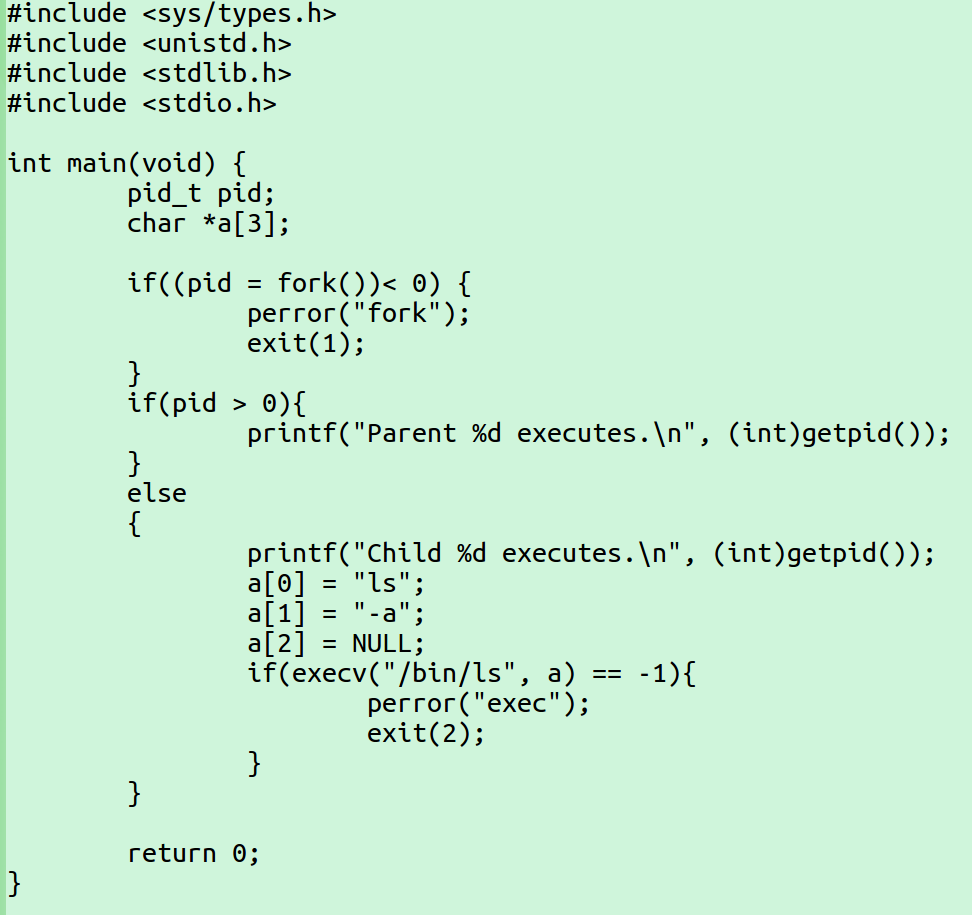 #include <sys/types.h>
#include <unistd.h>
#include <stdlib.h>
#include <stdio.h>

int main(void) {
        pid_t pid;
        char *a[3];

        if((pid = fork())< 0) {
                perror("fork");
                exit(1);
        }
        if(pid > 0){
                printf("Parent %d executes.\n", (int)getpid());
        }
        else
        {
                printf("Child %d executes.\n", (int)getpid());
                a[0] = "ls";
                a[1] = "-a";
                a[2] = NULL;
                if(execv("/bin/ls", a) == -1){
                        perror("exec");
                        exit(2);
                }
        }

        return 0;
}